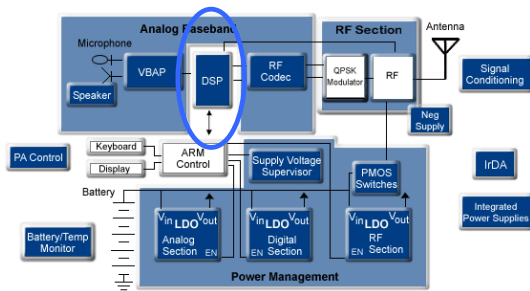 Analog Baseband
RF Section
Antenna
Microphone
VBAP
DSP
RF
Codec
QPSK
Modulator
RF
Signal
Conditioning
Speaker
Neg
Supply
Keyboard
Display
ARM
Control
Supply Voltage
Supervisor
PA Control
PMOS
Switches
IrDA
Battery
Vin LDO Vout
Analog
Section
EN
Vin LDO Vout
Digital
Section
EN
Vin LDO Vout
RF
Section
EN
Integrated
Power Supplies
Battery/Temp
Monitor
Power Management